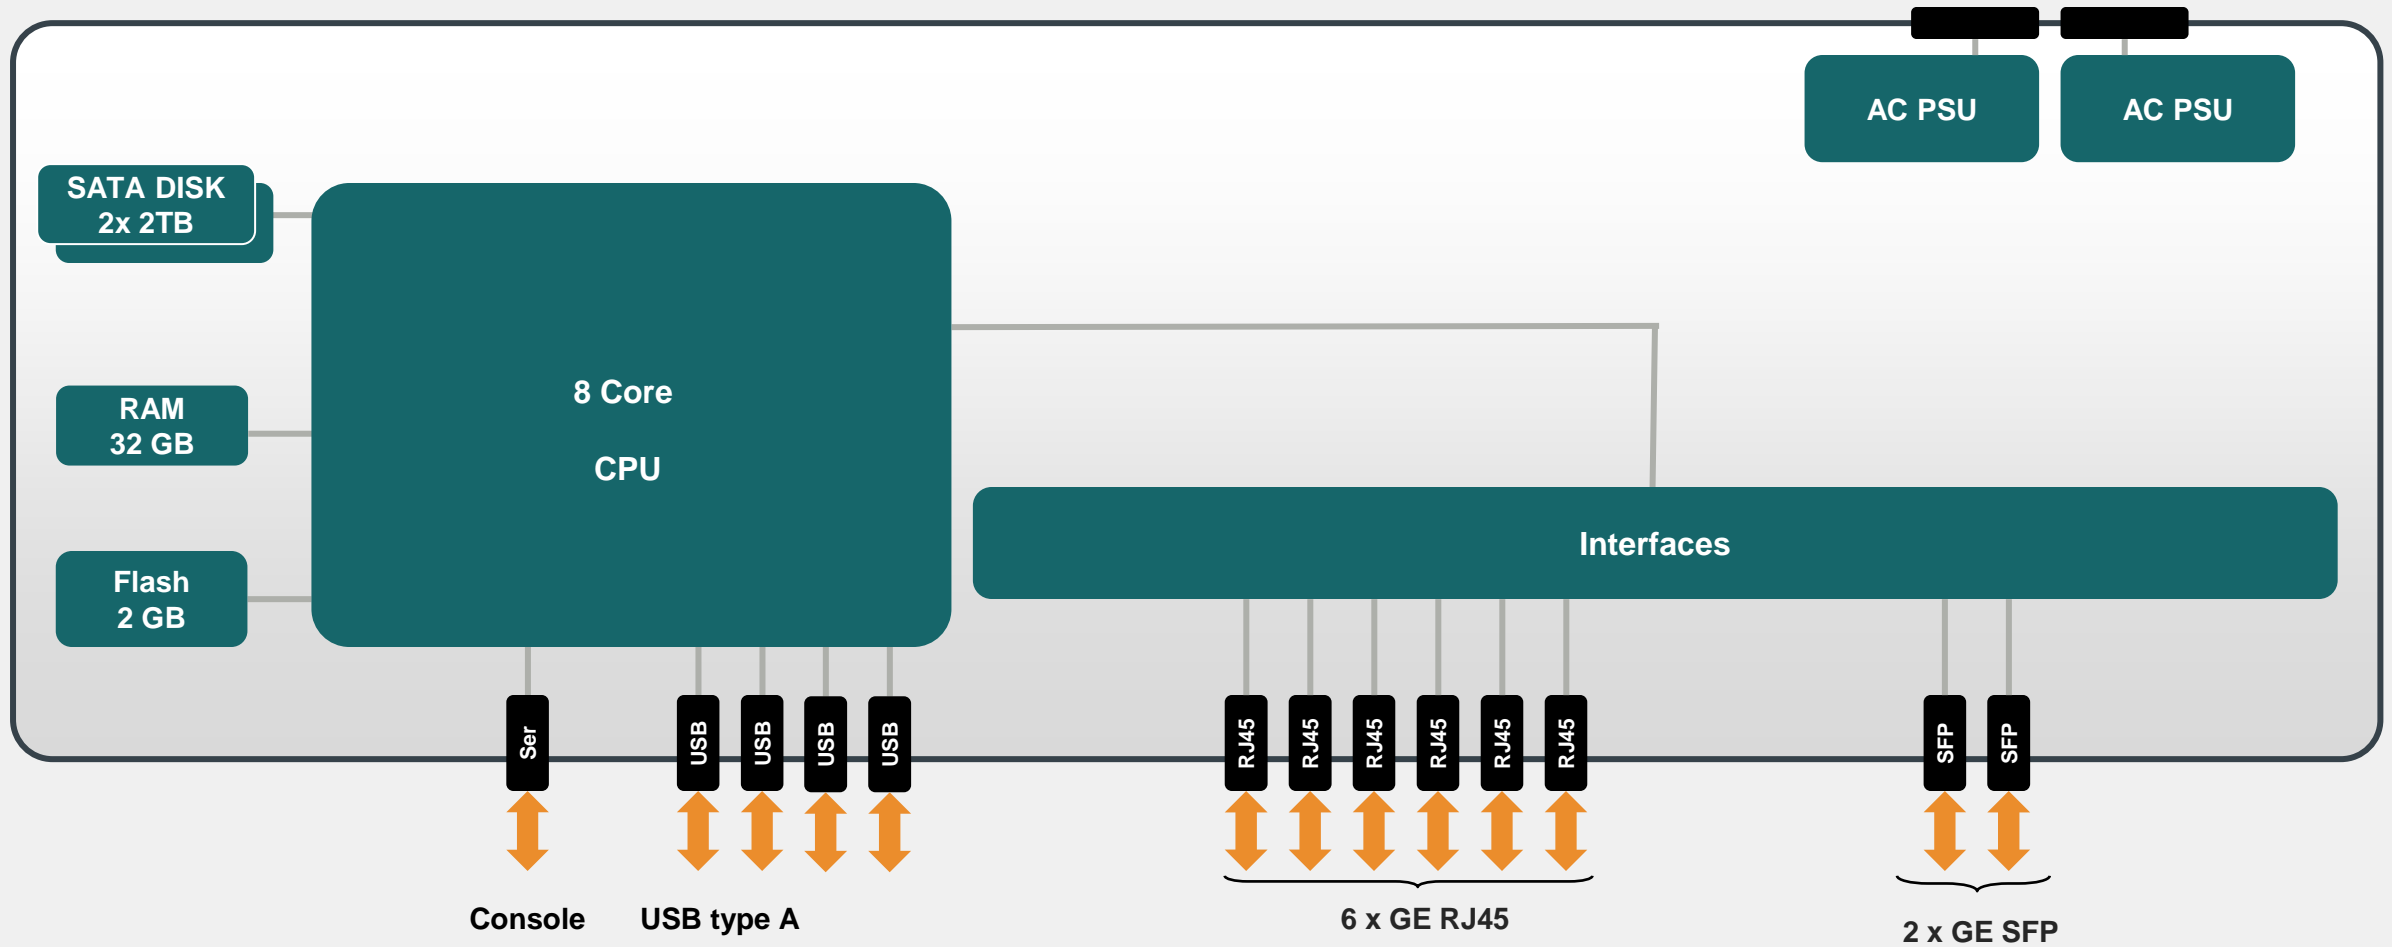 AC PSU
AC PSU
SATA DISK
2x 2TB
8 Core
CPU
RAM
32 GB
Interfaces
Flash
2 GB
Ser
USB
USB
USB
USB
RJ45
RJ45
RJ45
RJ45
RJ45
RJ45
SFP
SFP
Console
USB type A
6 x GE RJ45
2 x GE SFP